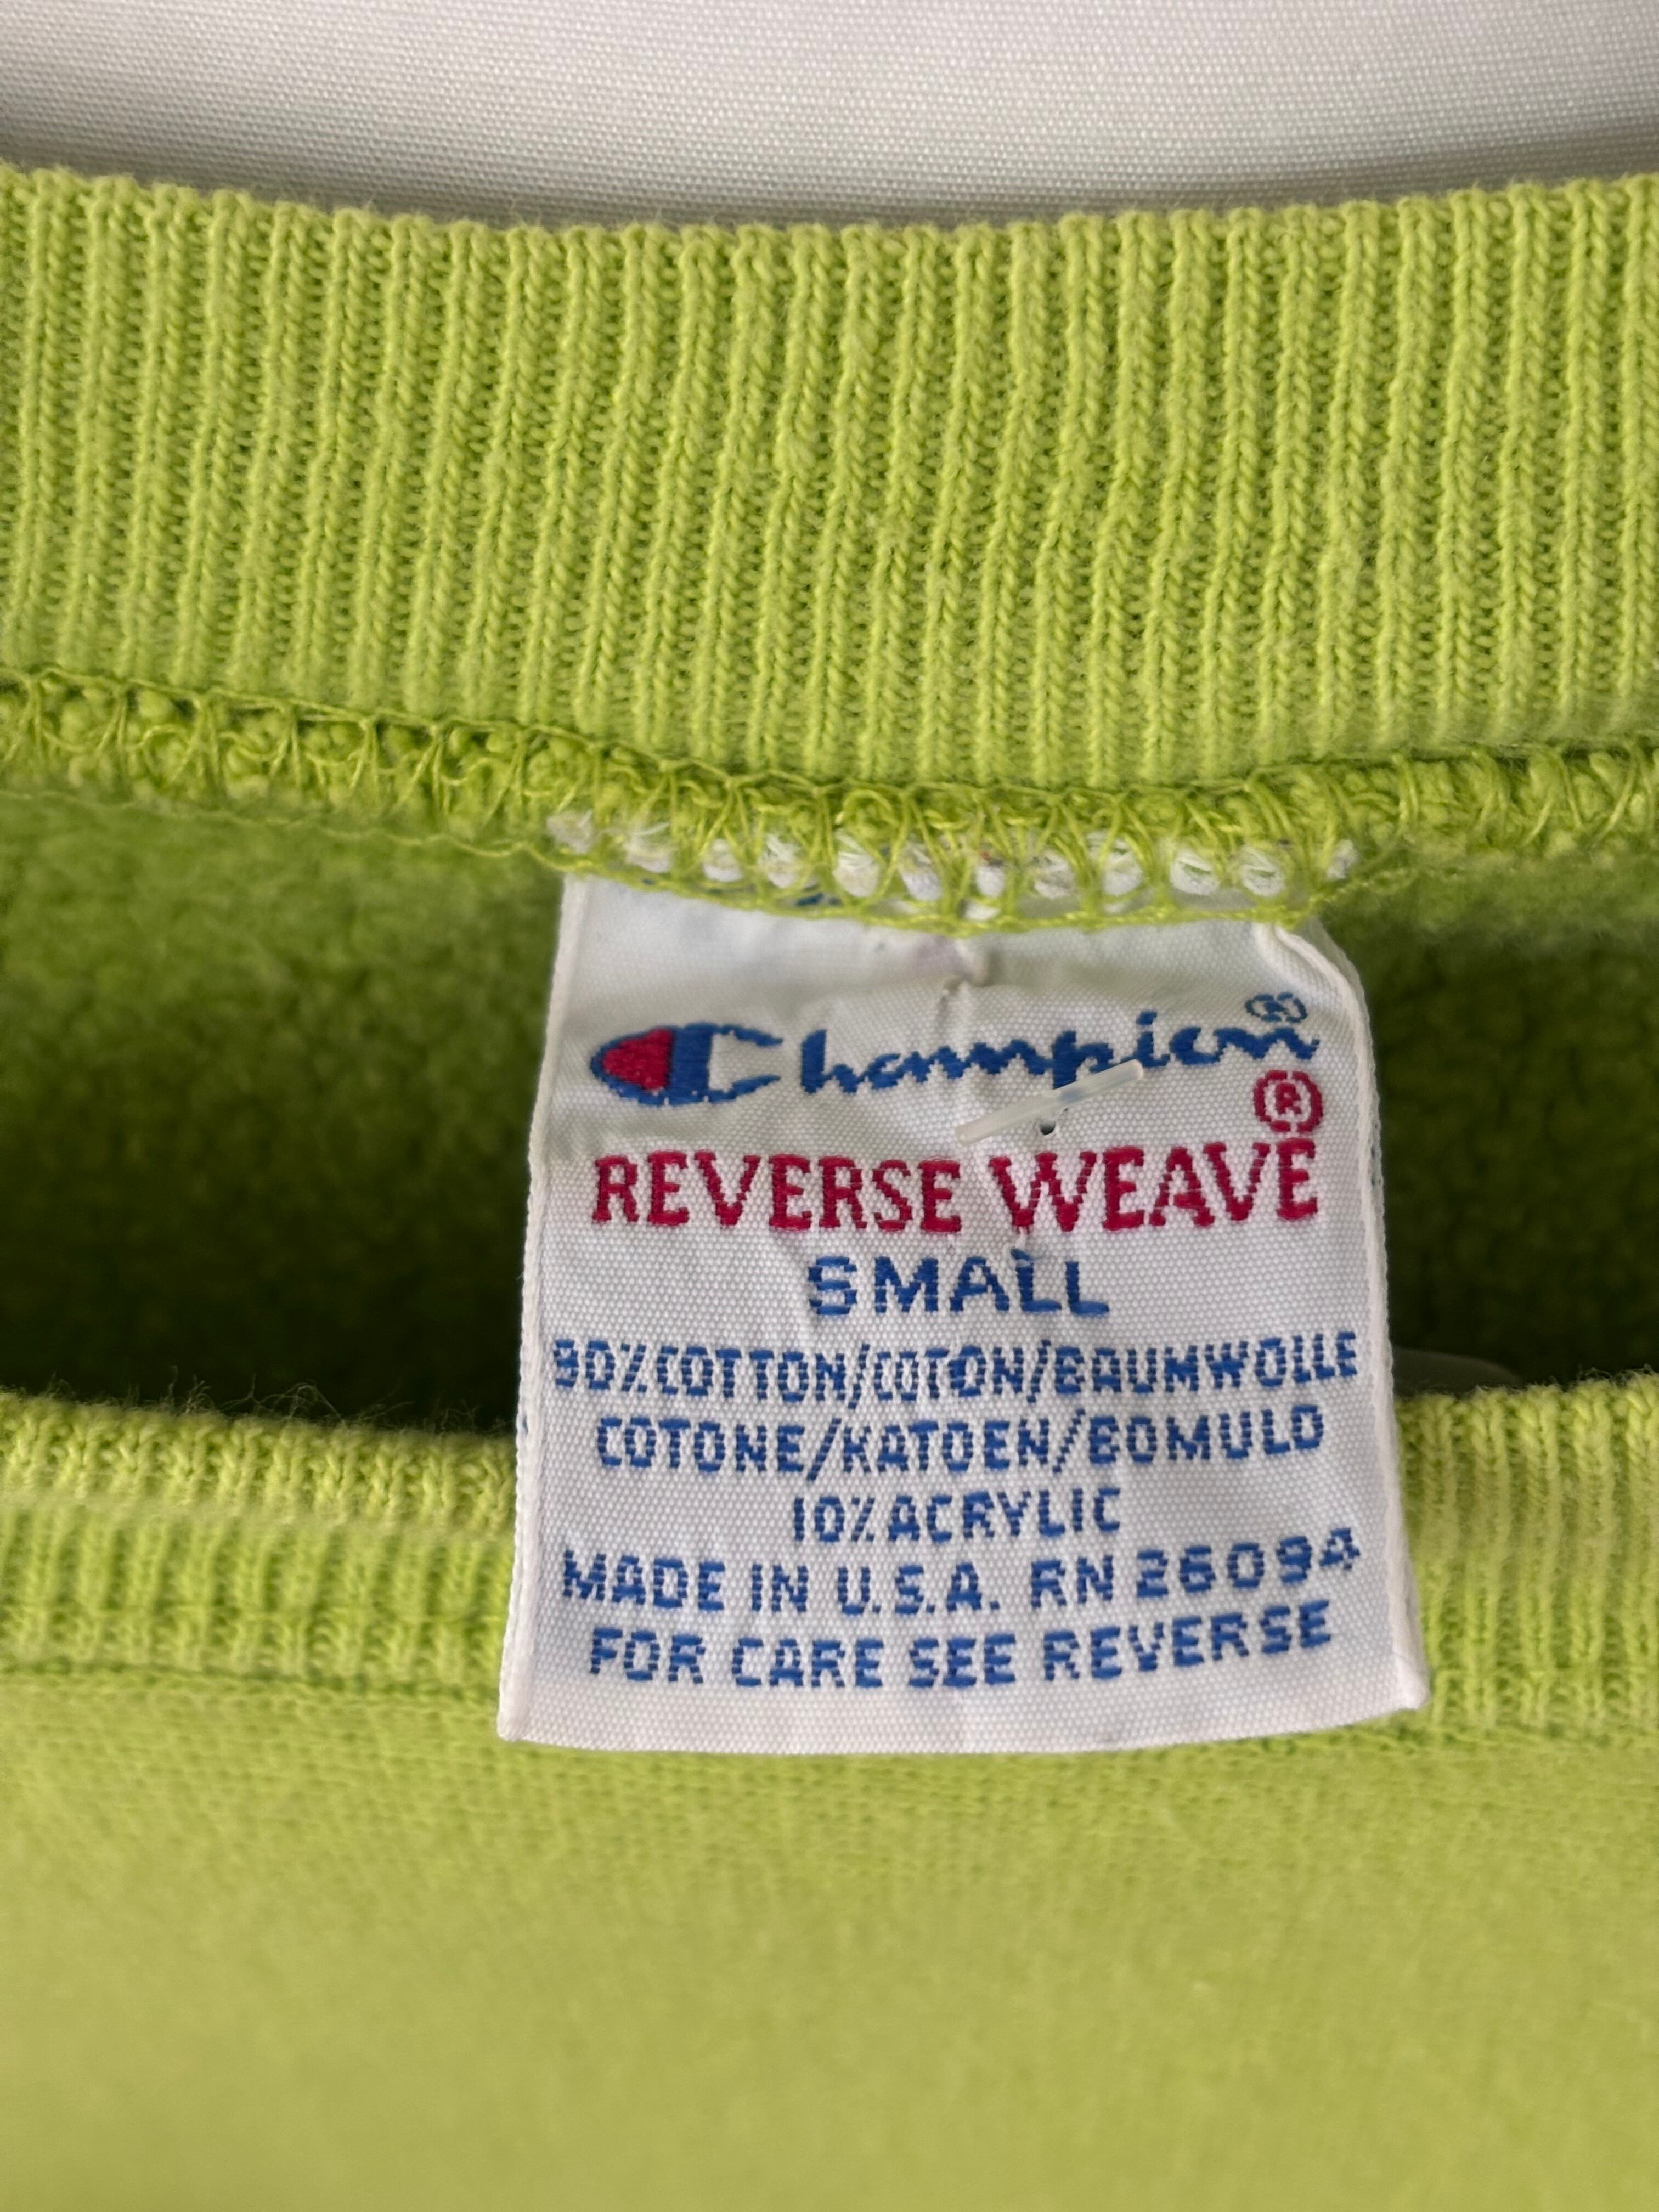 Champion®
REVERSE WEAVE®
SMALL
90%COTTON/COTON/BAUMWOLLE
COTONE/KATOEN/BOMULD
10%ACRYLIC
MADE IN U.S.A. RN 26094
FOR CARE SEE REVERSE